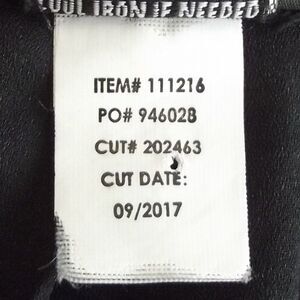 COOL IRON IF NEEDED
ITEM# 111216
PO# 946028
CUT# 202463
CUT DATE:
09/2017